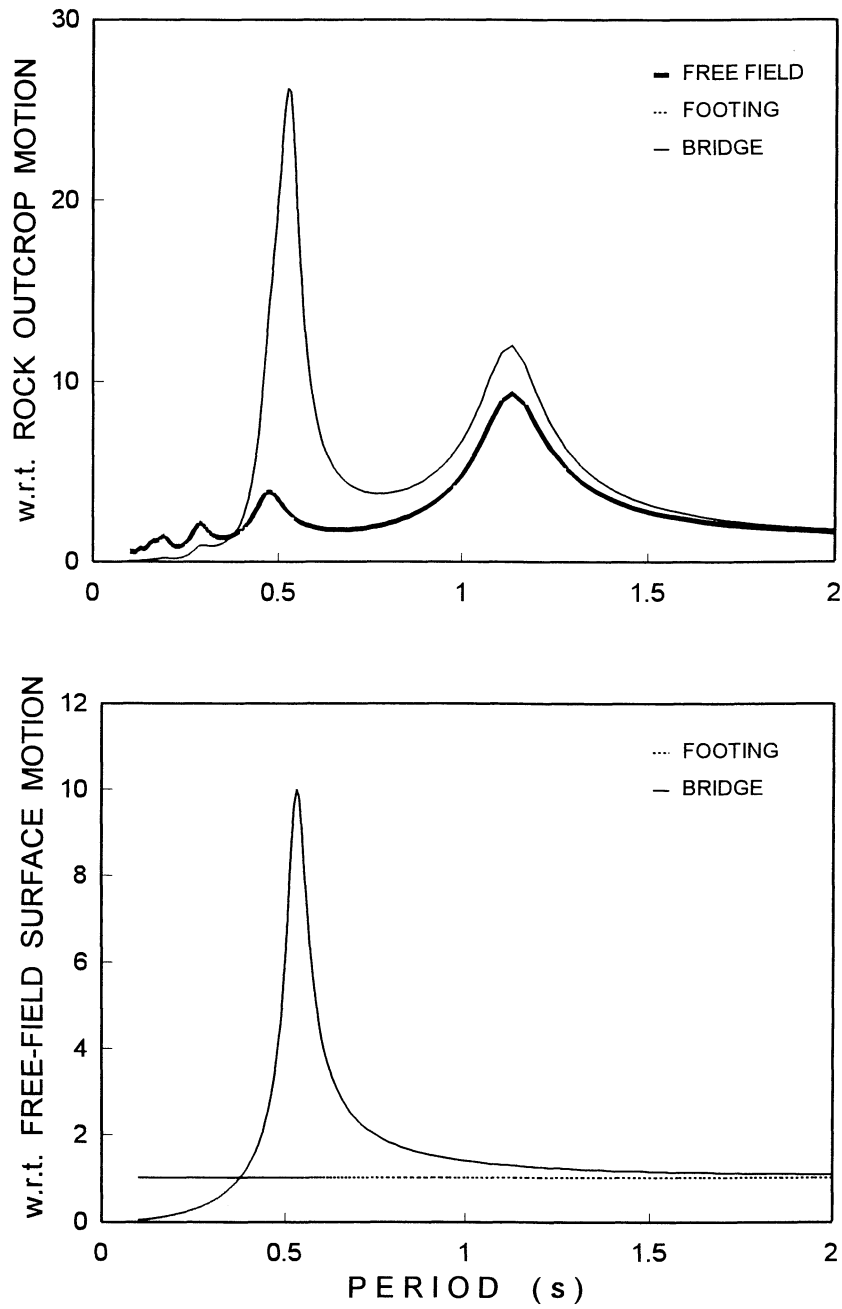 w.r.t. ROCK OUTCROP MOTION
30
20
10
0
FREE FIELD
FOOTING
BRIDGE
0 0.5 1 1.5 2
w.r.t. FREE-FIELD SURFACE MOTION
12
10
8
6
4
2
0
FOOTING
BRIDGE
0 0.5 1 1.5 2
PERIOD (s)